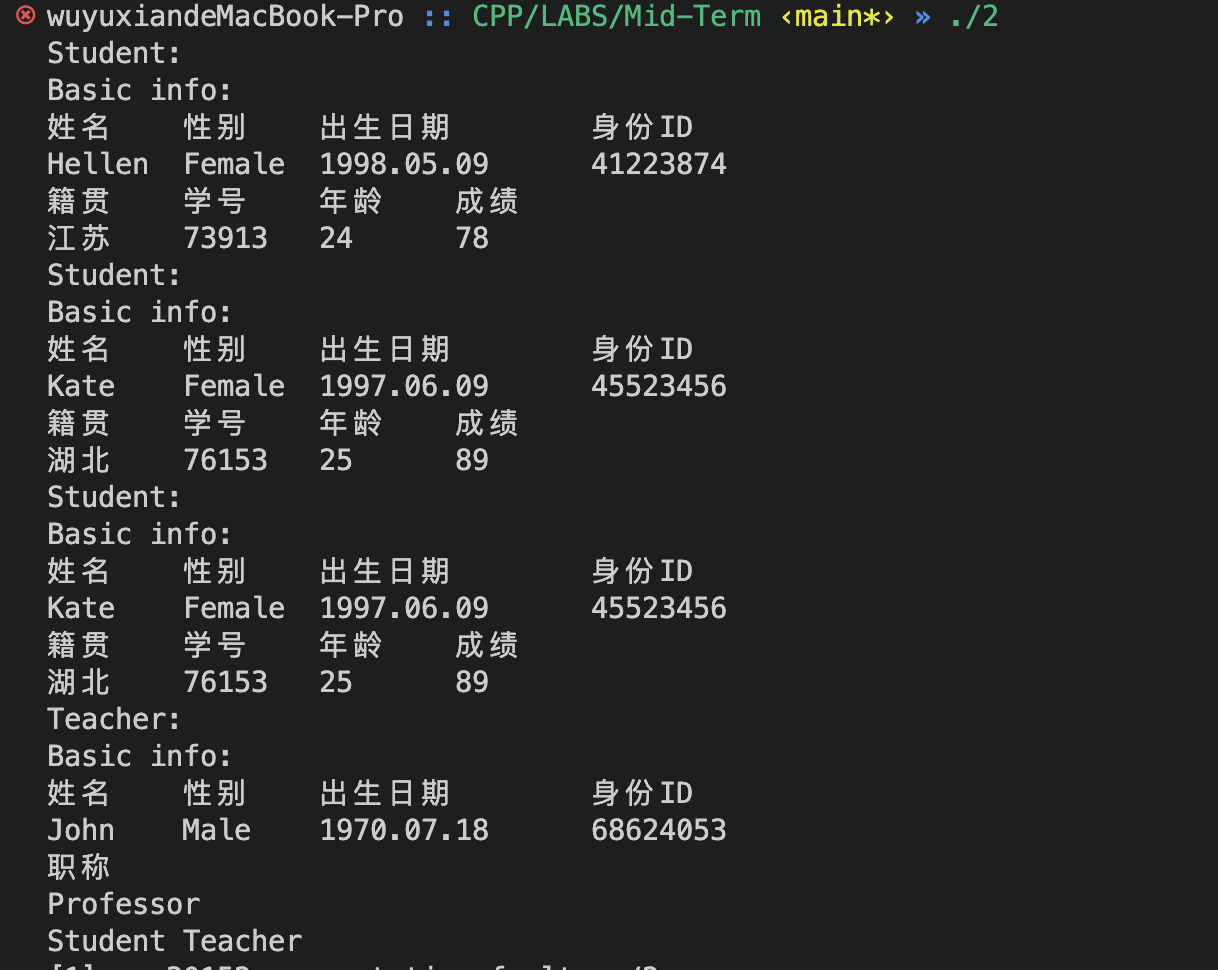 wuyuxiandeMacBook-Pro :: CPP/LABS/Mid-Term ‹main*› » ./2
Student:
Basic info:
姓名 性别 出生日期 身份ID
Hellen Female 1998.05.09 41223874
籍贯 学号 年龄 成绩
江苏 73913 24 78
Student:
Basic info:
姓名 性别 出生日期 身份ID
Kate Female 1997.06.09 45523456
籍贯 学号 年龄 成绩
湖北 76153 25 89
Student:
Basic info:
姓名 性别 出生日期 身份ID
Kate Female 1997.06.09 45523456
籍贯 学号 年龄 成绩
湖北 76153 25 89
Teacher:
Basic info:
姓名 性别 出生日期 身份ID
John Male 1970.07.18 68624053
职称
Professor
Student Teacher